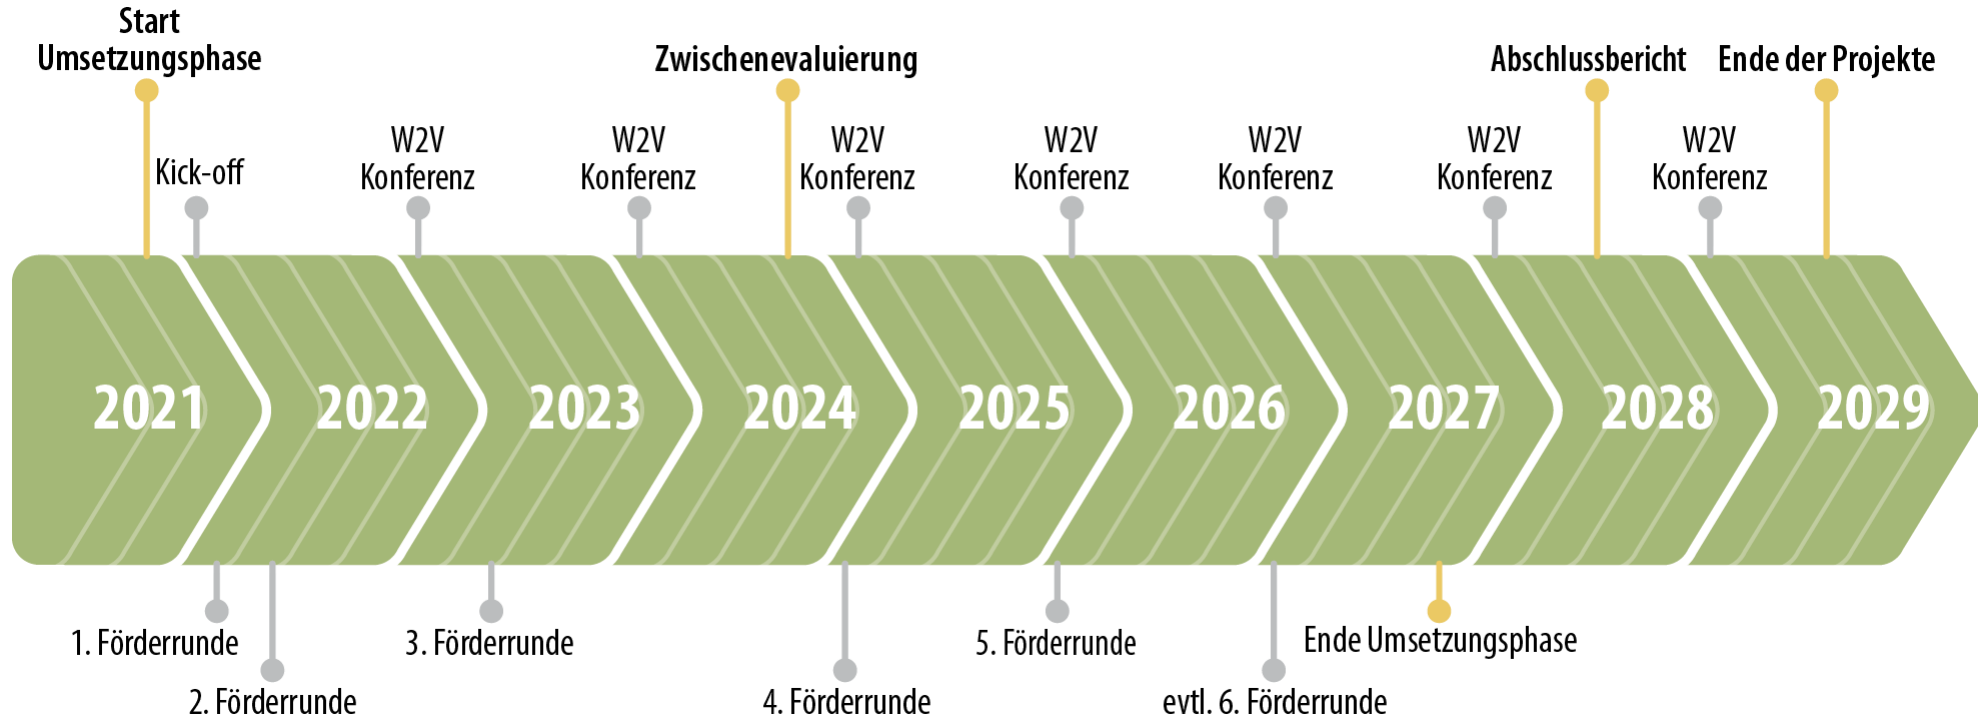 Start
Umsetzungsphase
Zwischenevaluierung
Abschlussbericht
Ende der Projekte
Kick-off
W2V
Konferenz
W2V
Konferenz
W2V
Konferenz
W2V
Konferenz
W2V
Konferenz
W2V
Konferenz
W2V
Konferenz
2021
2022
2023
2024
2025
2026
2027
2028
2029
1. Förderrunde
2. Förderrunde
3. Förderrunde
4. Förderrunde
5. Förderrunde
evtl. 6. Förderrunde
Ende Umsetzungsphase